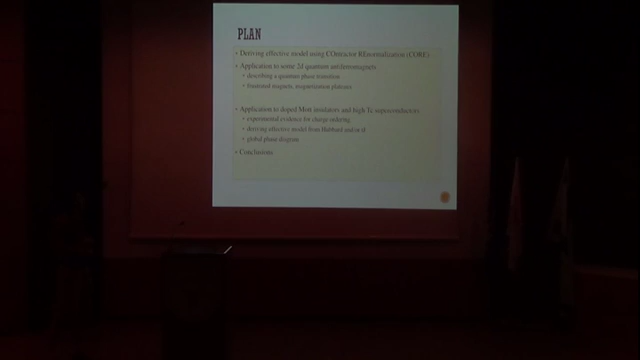 PLAN
Deriving effective model using COntractor REnormalization (CORE)
Application to some 2d quantum antiferromagnets
describing a quantum phase transition
frustrated magnets, magnetization plateaus
Application to doped Mott insulators and high Tc superconductors
experimental evidence for charge ordering
deriving effective model from Hubbard and/or
global phase diagram
Conclusions